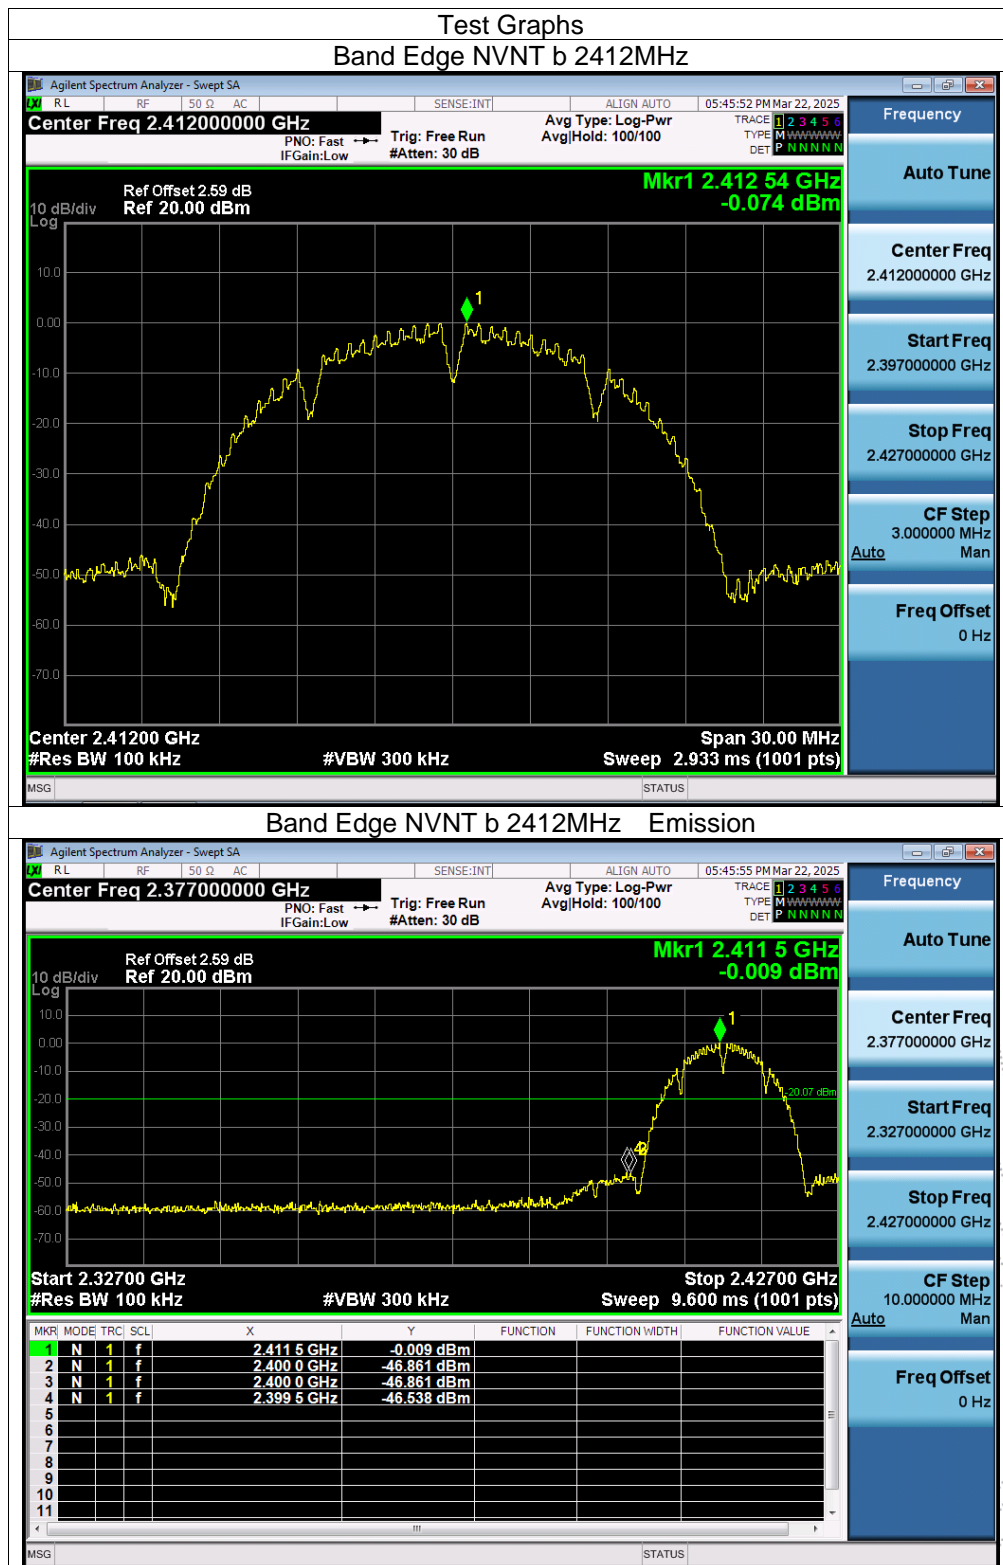 Test Graphs
Band Edge NVNT b 2412MHz
Agilent Spectrum Analyzer - Swept SA
LXI RL RF 50 Ω AC SENSE:INT ALIGN AUTO 05:45:52 PM Mar 22, 2025
Center Freq 2.412000000 GHz
PNO: Fast
IFGain:Low
Trig: Free Run
#Atten: 30 dB
Avg Type: Log-Pwr
Avg|Hold: 100/100
TRACE 1 2 3 4 5 6
TYPE M WWWWW
DET P N N N N N
Frequency
Auto Tune
Center Freq
2.412000000 GHz
Start Freq
2.397000000 GHz
Stop Freq
2.427000000 GHz
CF Step
3.000000 MHz
Auto Man
Freq Offset
0 Hz
Mkr1 2.412 54 GHz
-0.074 dBm
Ref Offset 2.59 dB
10 dB/div Ref 20.00 dBm
Log
10.0
0.00
-10.0
-20.0
-30.0
-40.0
-50.0
-60.0
-70.0
1
Center 2.41200 GHz Span 30.00 MHz
#Res BW 100 kHz #VBW 300 kHz Sweep 2.933 ms (1001 pts)
MSG STATUS
Band Edge NVNT b 2412MHz Emission
Agilent Spectrum Analyzer - Swept SA
LXI RL RF 50 Ω AC SENSE:INT ALIGN AUTO 05:45:55 PM Mar 22, 2025
Center Freq 2.377000000 GHz
PNO: Fast
IFGain:Low
Trig: Free Run
#Atten: 30 dB
Avg Type: Log-Pwr
Avg|Hold: 100/100
TRACE 1 2 3 4 5 6
TYPE M WWWWW
DET P N N N N N
Frequency
Auto Tune
Center Freq
2.377000000 GHz
Start Freq
2.327000000 GHz
Stop Freq
2.427000000 GHz
CF Step
10.000000 MHz
Auto Man
Freq Offset
0 Hz
Mkr1 2.411 5 GHz
-0.009 dBm
Ref Offset 2.59 dB
10 dB/div Ref 20.00 dBm
Log
10.0
0.00
-10.0
-20.0
-30.0
-40.0
-50.0
-60.0
-70.0
1
-20.07 dBm
Start 2.32700 GHz Stop 2.42700 GHz
#Res BW 100 kHz #VBW 300 kHz Sweep 9.600 ms (1001 pts)
MKR MODE TRC SCL X Y FUNCTION FUNCTION WIDTH FUNCTION VALUE
1 N 1 f 2.411 5 GHz -0.009 dBm
2 N 1 f 2.400 0 GHz -46.861 dBm
3 N 1 f 2.400 0 GHz -46.861 dBm
4 N 1 f 2.399 5 GHz -46.538 dBm
5
6
7
8
9
10
11
MSG STATUS